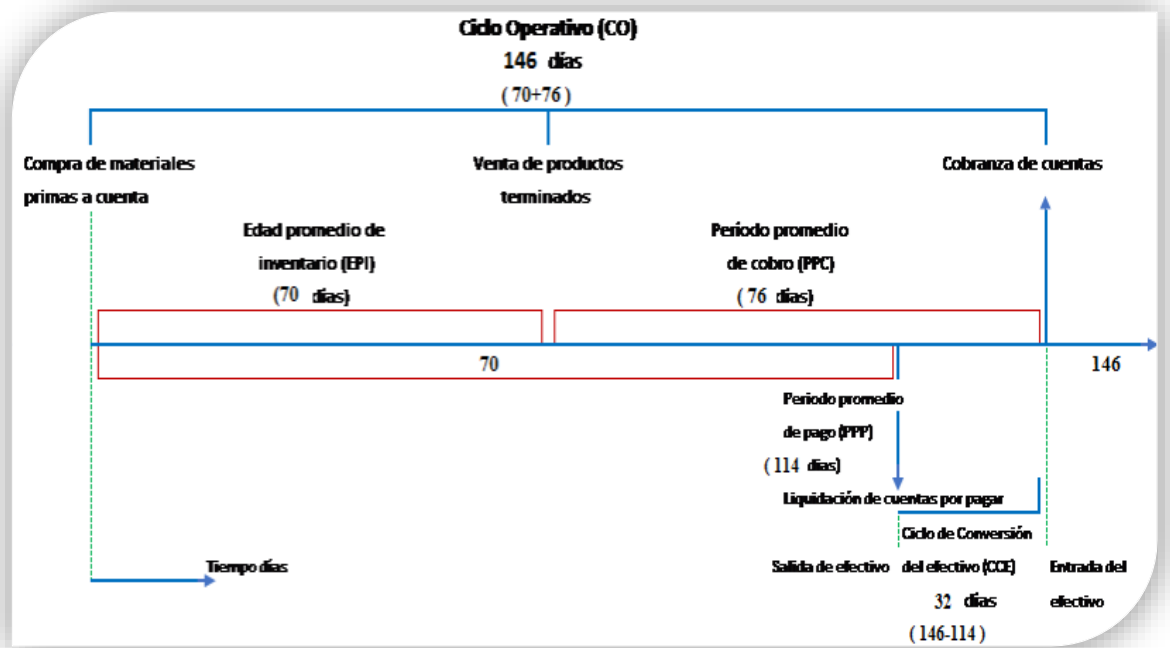 Ciclo Operativo (CO)
146 días
( 70+76 )
Compra de materiales
primas a cuenta
Venta de productos
terminados
Cobranza de cuentas
Edad promedio de
inventario (EPI)
(70 días)
Período promedio
de cobro (PPC)
( 76 días)
70
146
Periodo promedio
de pago (PPP)
( 114 días)
Liquidación de cuentas por pagar
Ciclo de Conversión
del efectivo (CCE)
32 días
(146-114 )
Tiempo días
Salida de efectivo
Entrada del
efectivo